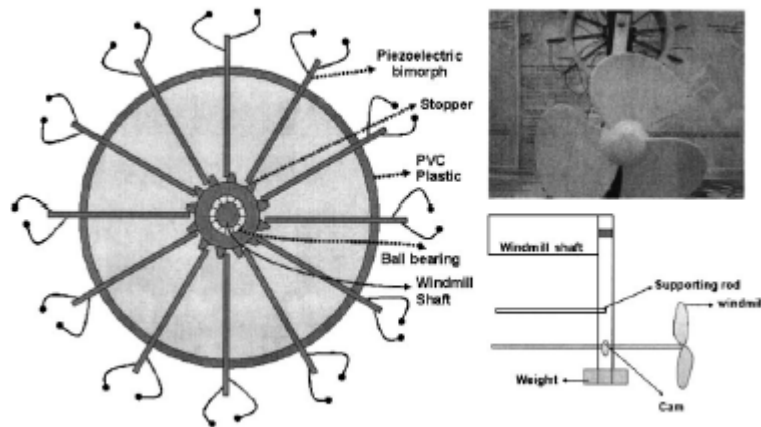 Piezoelectric
bimorph
Stopper
PVC
Plastic
Ball bearing
Windmill
Shaft
Windmill shaft
Supporting rod
windmill
Weight
Cam